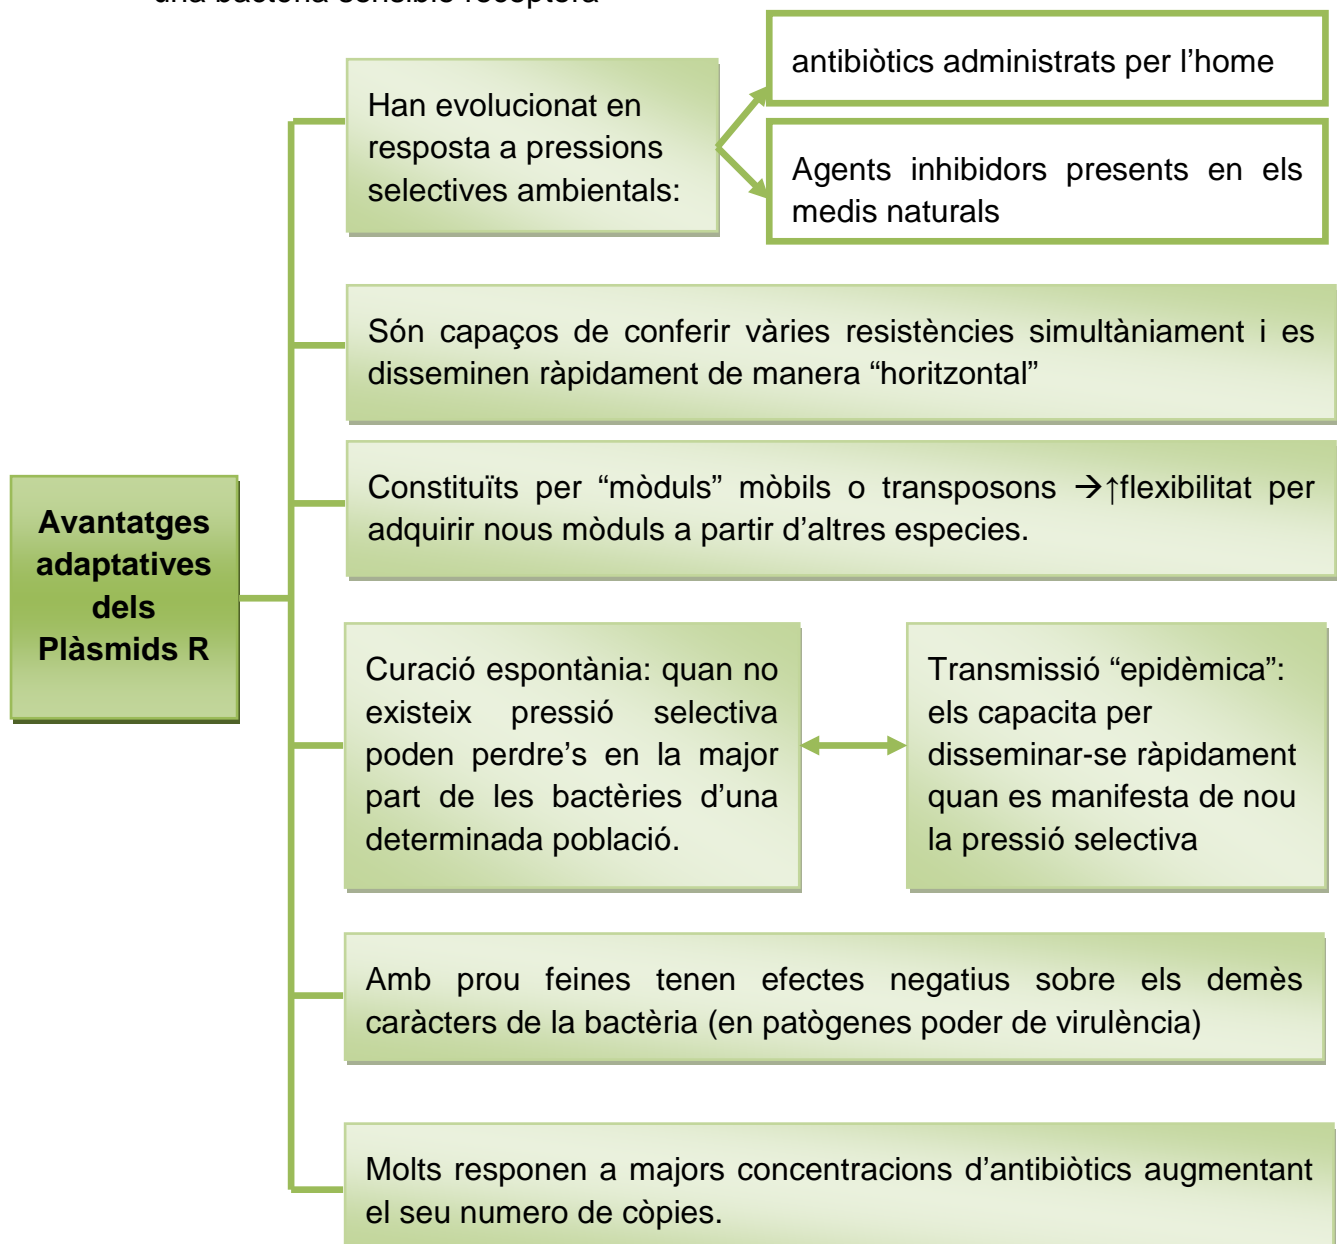 una bactèria sensible receptora
antibiòtics administrats per l’home
Han evolucionat en
resposta a pressions
selectives ambientals:
Agents inhibidors presents en els
medis naturals
Són capaços de conferir vàries resistències simultàniament i es
disseminen ràpidament de manera “horitzontal”
Constituïts per “mòduls” mòbils o transposons →↑flexibilitat per
adquirir nous mòduls a partir d’altres especies.
Avantatges
adaptatives
dels
Plàsmids R
Curació espontània: quan no
existeix pressió selectiva
poden perdre’s en la major
part de les bactèries d’una
determinada població.
Transmissió “epidèmica”:
els capacita per
disseminar-se ràpidament
quan es manifesta de nou
la pressió selectiva
Amb prou feines tenen efectes negatius sobre els demès
caràcters de la bactèria (en patògenes poder de virulència)
Molts responen a majors concentracions d’antibiòtics augmentant
el seu numero de còpies.